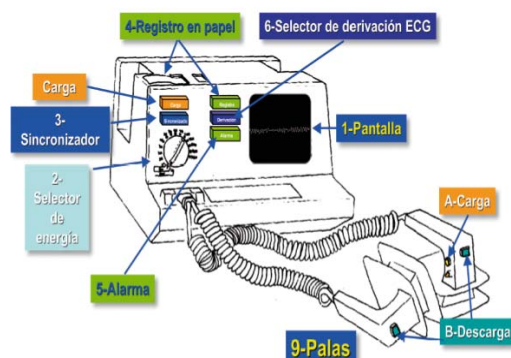 4-Registro en papel
6-Selector de derivación ECG
Carga
3-
Sincronizador
2-
Selector
de
energía
Carga
Registro
Sincronizador
Derivación
Alarma
1-Pantalla
A-Carga
5-Alarma
B-Descarga
9-Palas